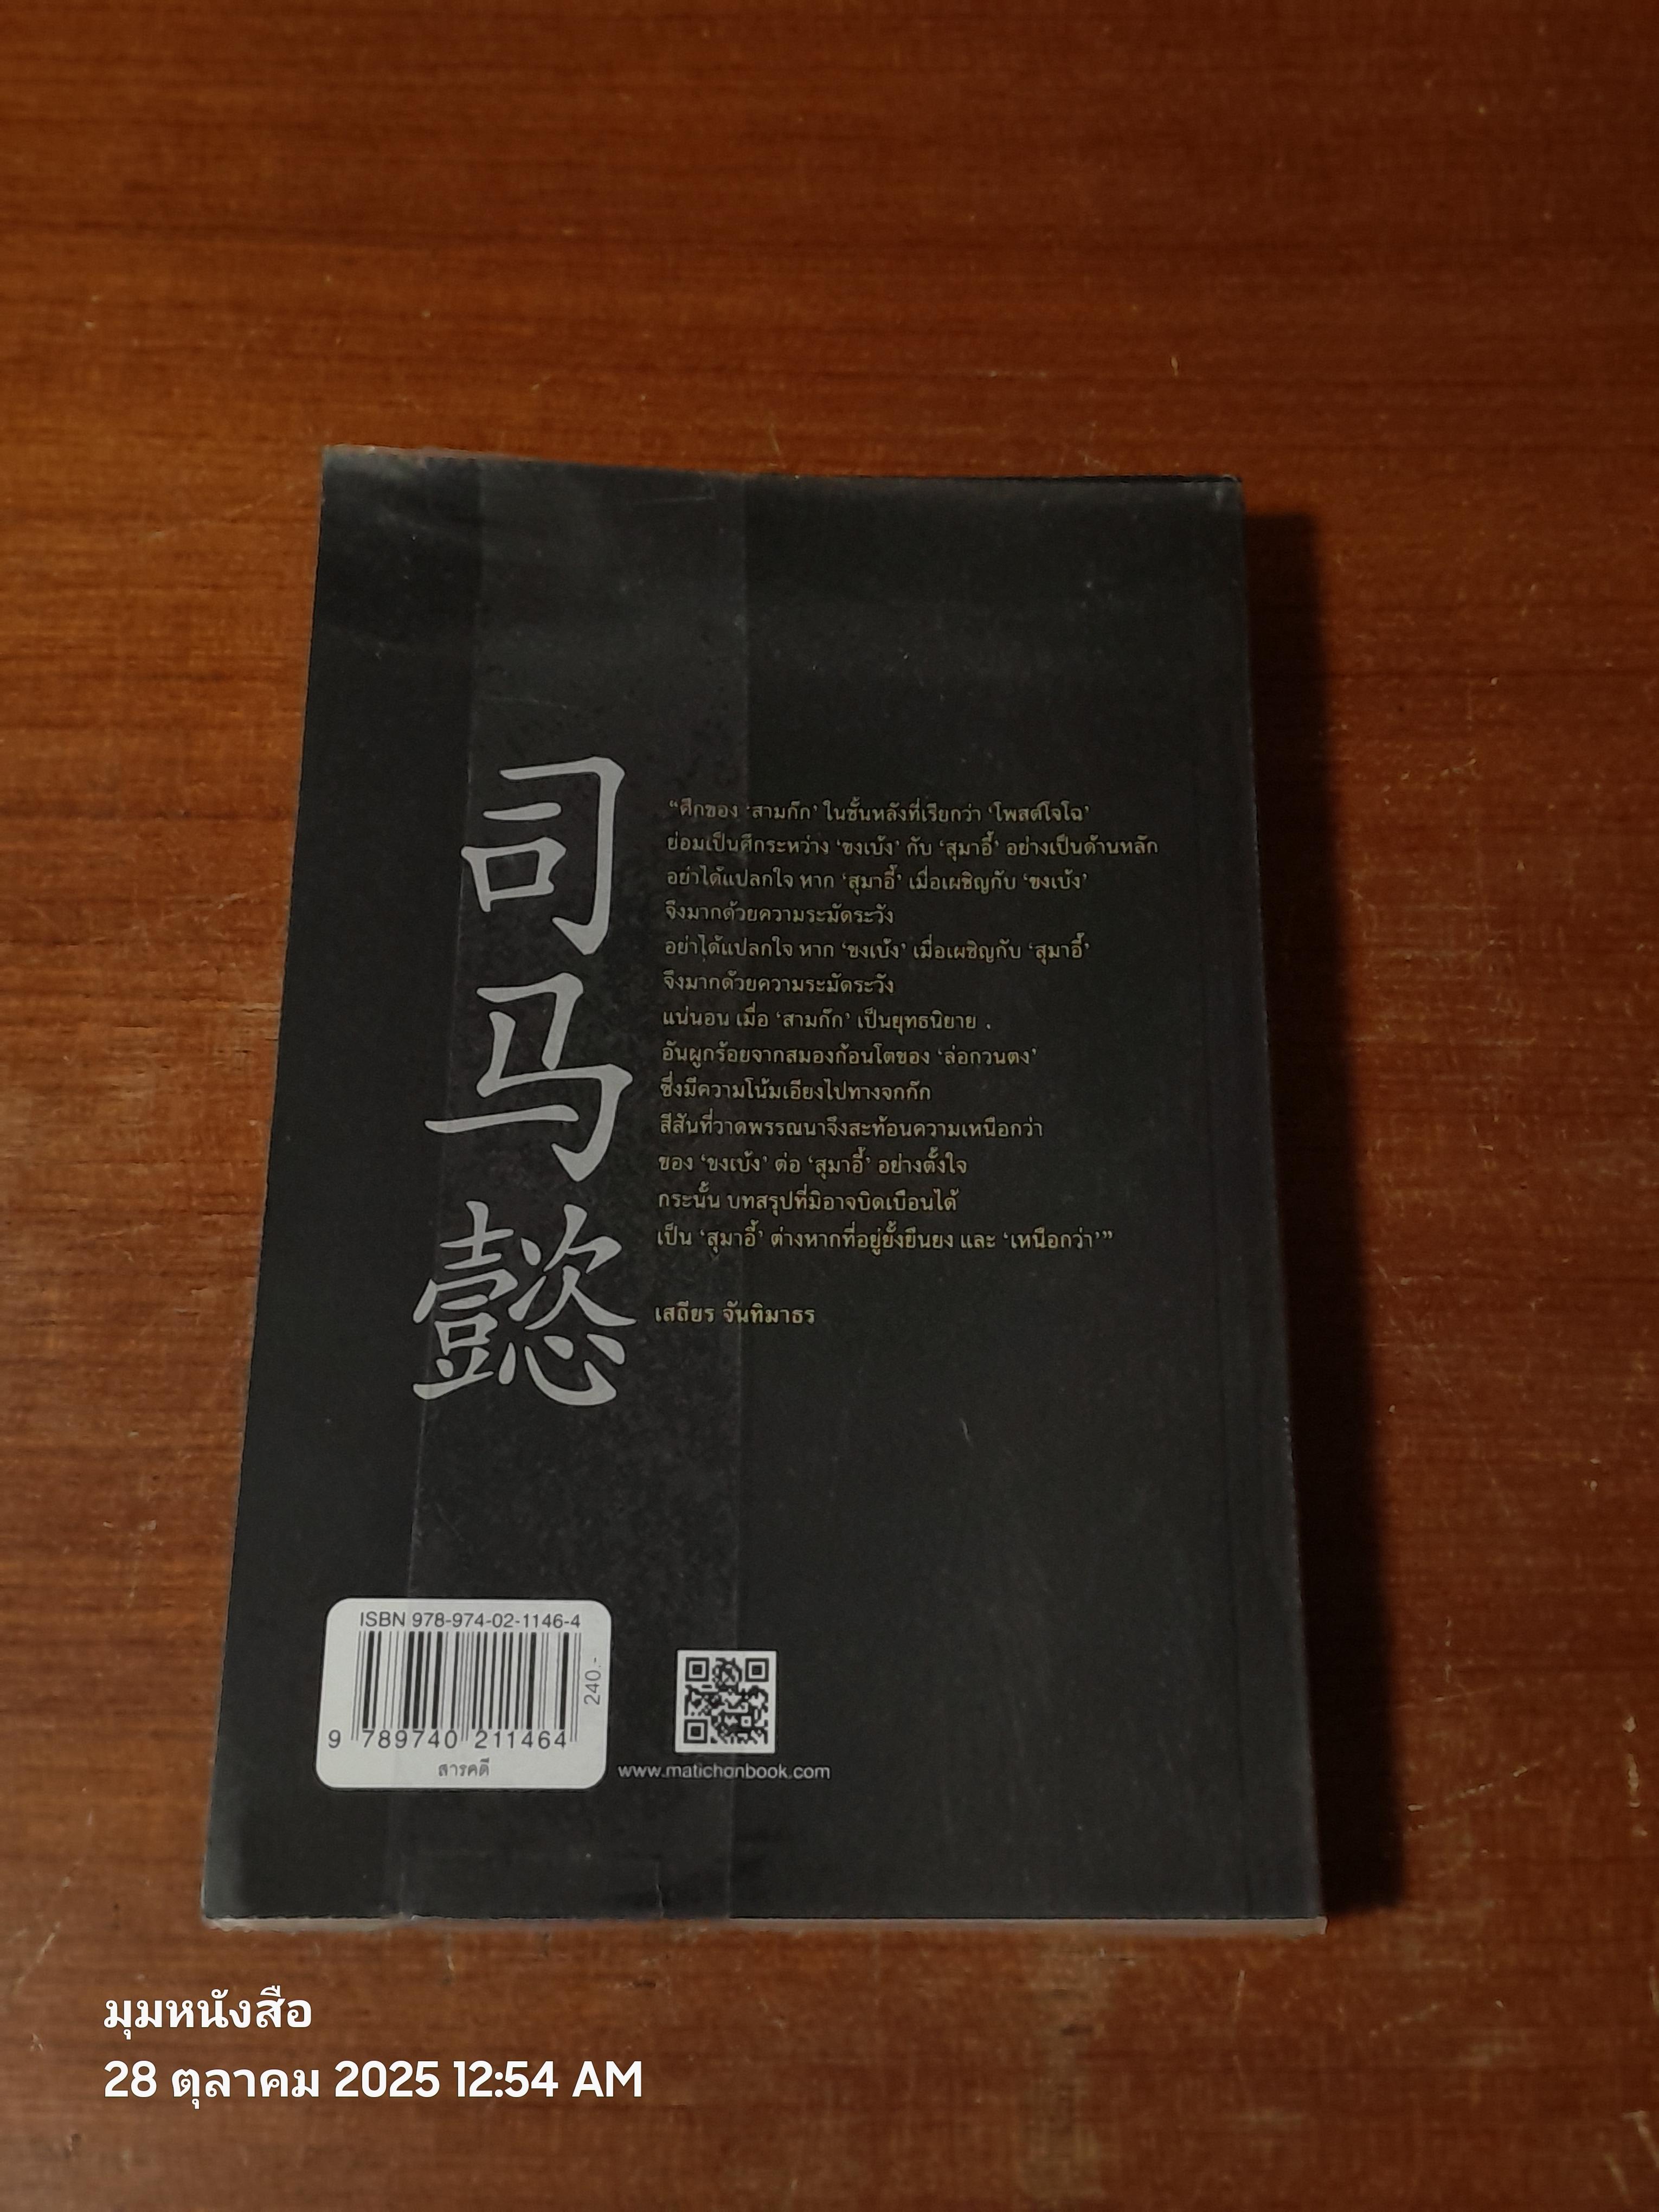 司马懿
“ศึกของ ‘สามก๊ก’ ในชั้นหลังที่เรียกว่า ‘โพสต์โจโฉ’
ย่อมเป็นศึกระหว่าง ‘ขงเบ้ง’ กับ ‘สุมาอี้’ อย่างเป็นด้านหลัก
อย่าได้แปลกใจ หาก ‘สุมาอี้’ เมื่อเผชิญกับ ‘ขงเบ้ง’
จึงมากด้วยความระมัดระวัง
อย่าได้แปลกใจ หาก ‘ขงเบ้ง’ เมื่อเผชิญกับ ‘สุมาอี้’
จึงมากด้วยความระมัดระวัง
แน่นอน เมื่อ ‘สามก๊ก’ เป็นยุทธนิยาย
อันผูกร้อยจากสมองก้อนโตของ ‘ล่อกวนตง’
ซึ่งมีความโน้มเอียงไปทางจกก๊ก
สีสันที่วาดพรรณนาจึงสะท้อนความเหนือกว่า
ของ ‘ขงเบ้ง’ ต่อ ‘สุมาอี้’ อย่างตั้งใจ
กระนั้น บทสรุปที่มิอาจบิดเบือนได้
เป็น ‘สุมาอี้’ ต่างหากที่อยู่ยั้งยืนยง และ ‘เหนือกว่า’”
เสถียร จันทิมาธร
ISBN 978-974-02-1146-4
240.-
9 789740 211464
สารคดี
www.matichonbook.com
มุมหนังสือ
28 ตุลาคม 2025 12:54 AM